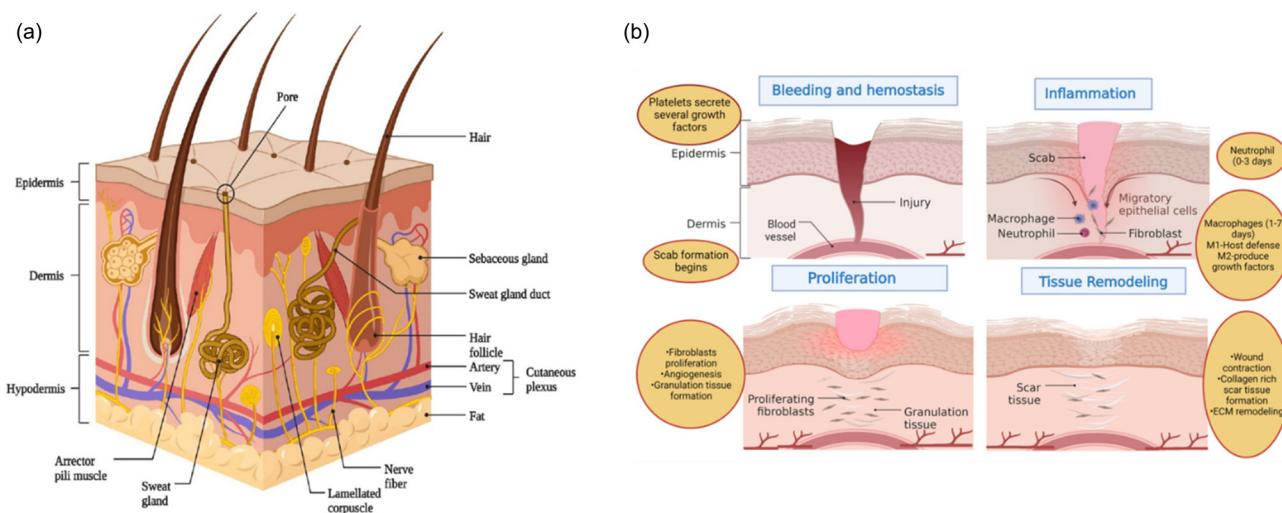 (a)
Pore
Hair
Epidermis
Dermis
Sebaceous gland
Sweat gland duct
Hair
follicle
Artery
Vein
Cutaneous
plexus
Hypodermis
Fat
Arrector
pili muscle
Sweat
gland
Lamellated
corpuscle
Nerve
fiber
(b)
Bleeding and hemostasis
Platelets secrete
several growth
factors
Epidermis
Dermis
Injury
Blood
vessel
Scab formation
begins
Inflammation
Scab
Neutrophil
(0-3 days
Migratory
epithelial cells
Macrophage
Neutrophil
Fibroblast
Macrophages (1-7
days)
M1-Host defense
M2-produce
growth factors
Proliferation
•Fibroblasts
proliferation
•Angiogenesis
•Granulation tissue
formation
Proliferating
fibroblasts
Granulation
tissue
Tissue Remodeling
Scar
tissue
•Wound
contraction
•Collagen rich
scar tissue
formation
•ECM remodeling